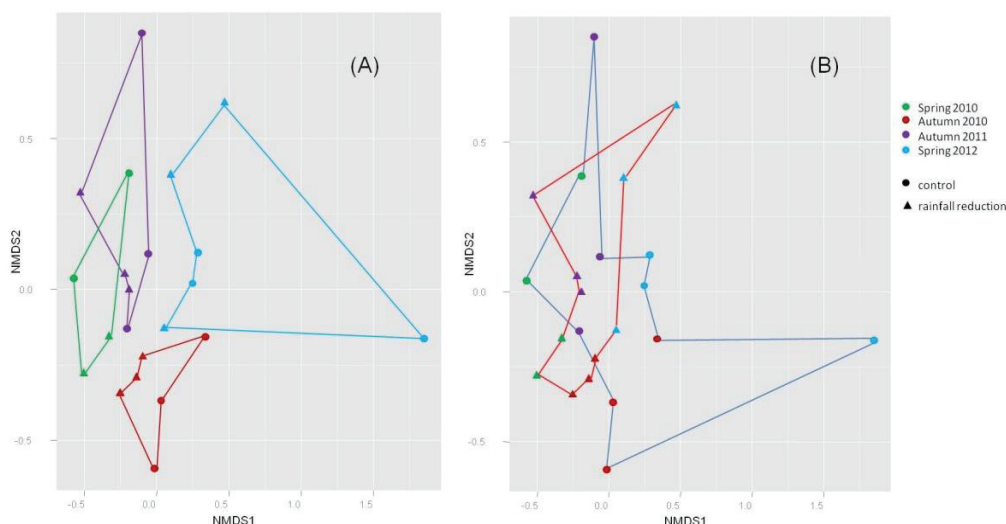 (A)
NMDS2
0.5
0.0
-0.5
-0.5
0.0
0.5
1.0
1.5
NMDS1
(B)
NMDS2
0.5
0.0
-0.5
-0.5
0.0
0.5
1.0
1.5
NMDS1
Spring 2010
Autumn 2010
Autumn 2011
Spring 2012
control
rainfall reduction